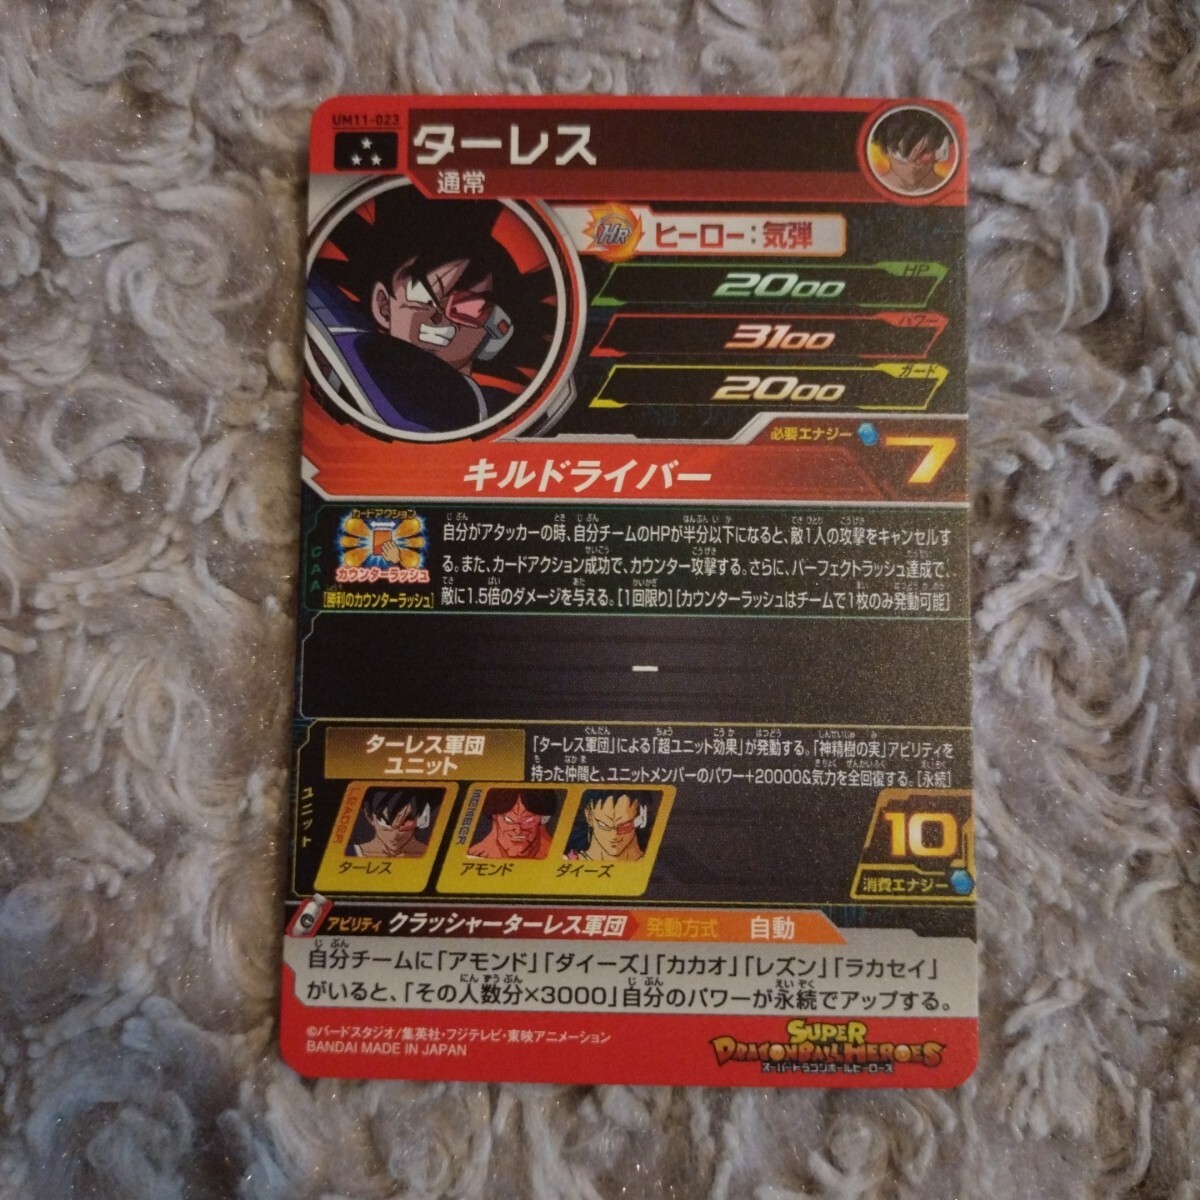 UM11-023
ターレス
通常
HR
ヒーロー:気弾
HP
2000
パワー
3100
ガード
2000
必要エナジー 7
キルドライバー
CAA
カードアクション
カウンターラッシュ
[勝利のカウンターラッシュ]
自分がアタッカーの時、自分チームのHPが半分以下になると、敵1人の攻撃をキャンセルす
る。また、カードアクション成功で、カウンター攻撃する。さらに、パーフェクトラッシュ達成で、
敵に1.5倍のダメージを与える。[1回限り][カウンターラッシュはチームで1枚のみ発動可能]
ー
ユニット
ターレス軍団
ユニット
「ターレス軍団」による「超ユニット効果」が発動する。「神精樹の実」アビリティを
持った仲間と、ユニットメンバーのパワー+20000&気力を全回復する。[永続]
LEADER
ターレス
MEMBER
アモンド
ダイーズ
10
消費エナジー
アビリティ クラッシャーターレス軍団 発動方式 自動
自分チームに「アモンド」「ダイーズ」「カカオ」「レズン」「ラカセイ」
がいると、「その人数分×3000」自分のパワーが永続でアップする。
©バードスタジオ/集英社・フジテレビ・東映アニメーション
BANDAI MADE IN JAPAN
SUPER
DRAGONBALL HEROES
スーパードラゴンボールヒーローズ